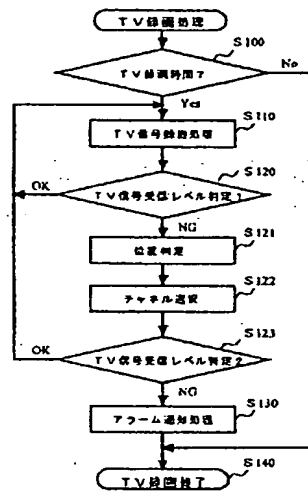 TV録画処理
S100
TV録画時間？
No
Yes
S110
TV信号録画処理
S120
TV信号受信レベル判定1
OK
NG
S121
位置判定
S122
チャネル選択
S123
TV信号受信レベル判定2
OK
NG
S130
アラーム通知処理
S140
TV録画終了